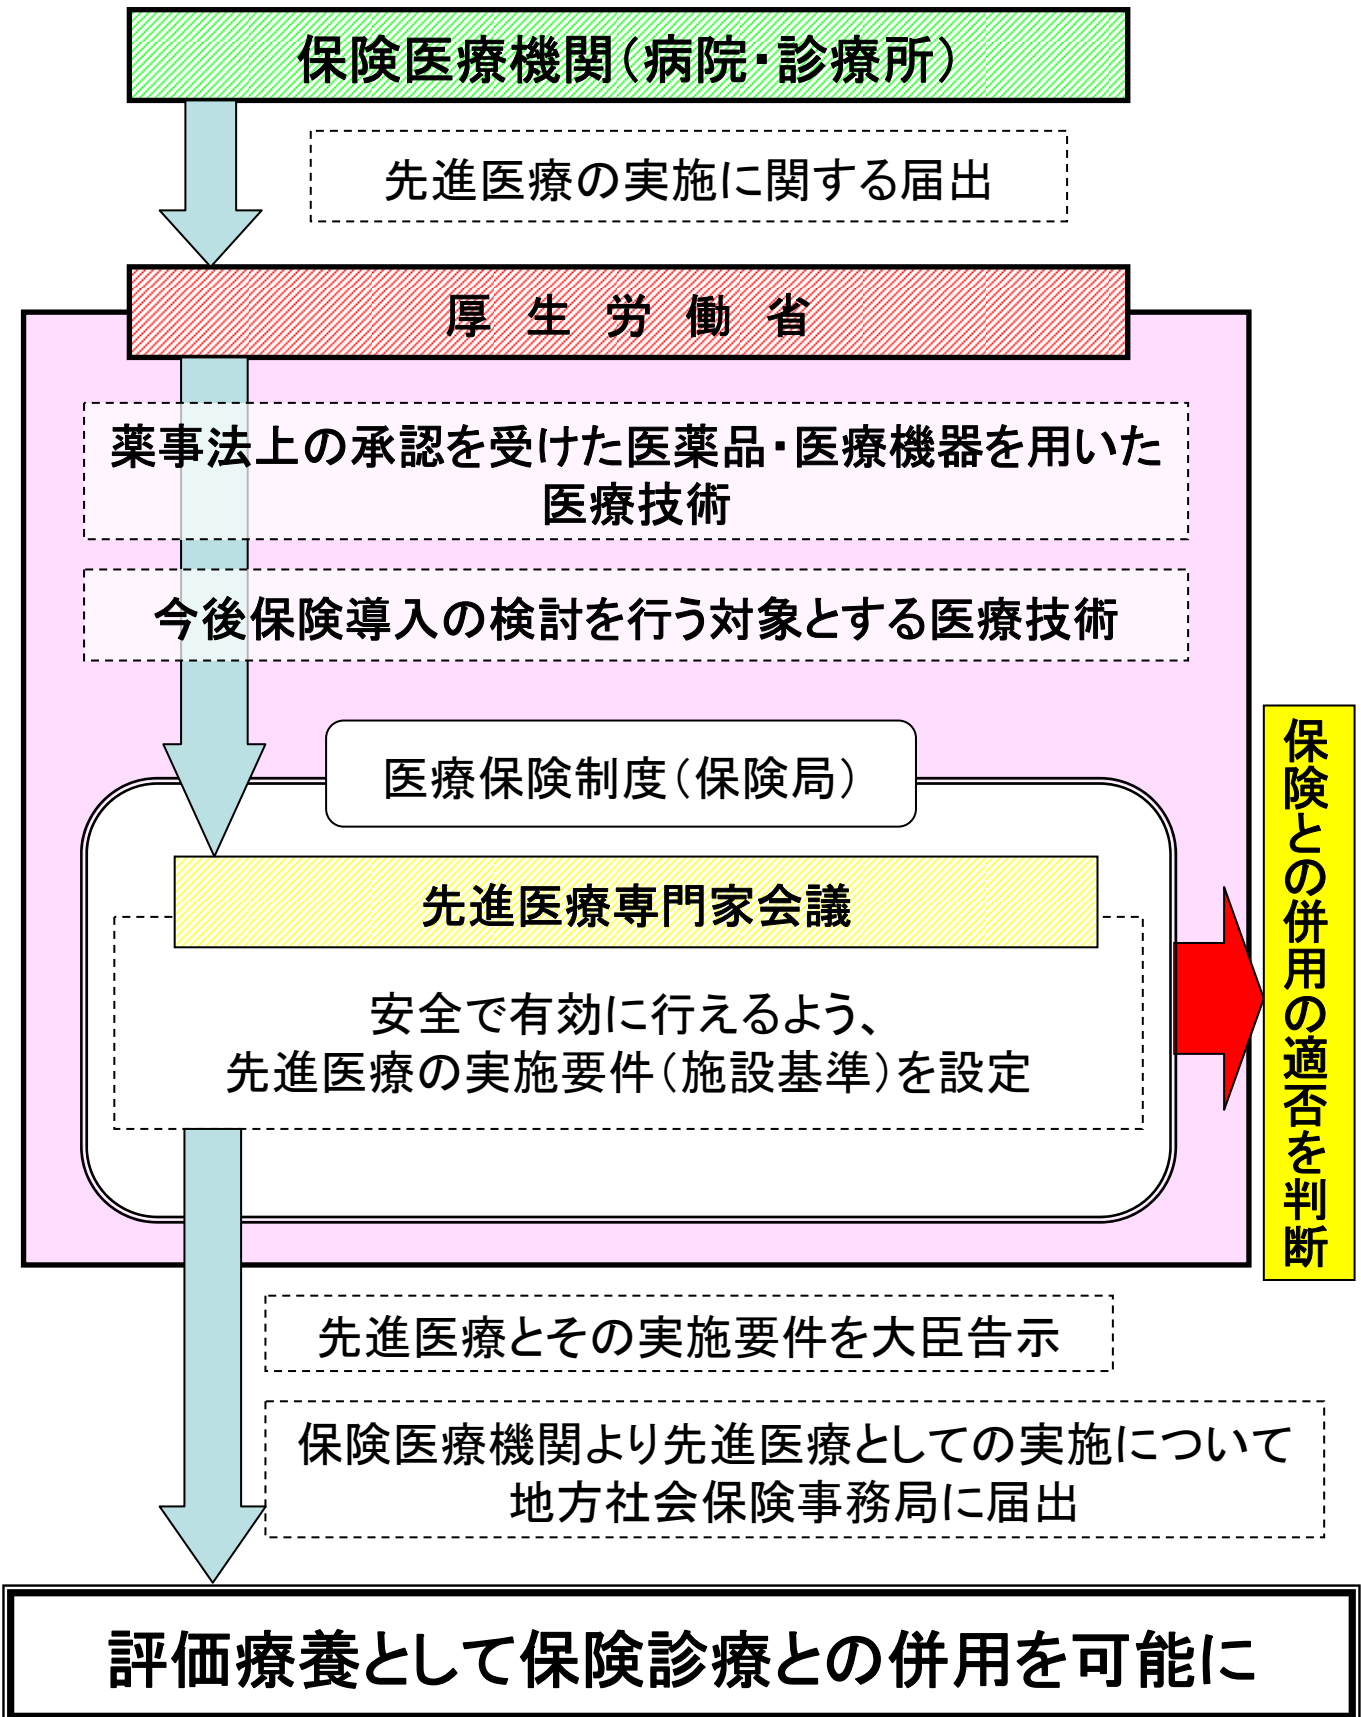 保険医療機関（病院・診療所）
先進医療の実施に関する届出
厚生労働省
薬事法上の承認を受けた医薬品・医療機器を用いた
医療技術
今後保険導入の検討を行う対象とする医療技術
医療保険制度（保険局）
先進医療専門家会議
安全で有効に行えるよう、
先進医療の実施要件（施設基準）を設定
保険との併用の適否を判断
先進医療とその実施要件を大臣告示
保険医療機関より先進医療としての実施について
地方社会保険事務局に届出
評価療養として保険診療との併用を可能に